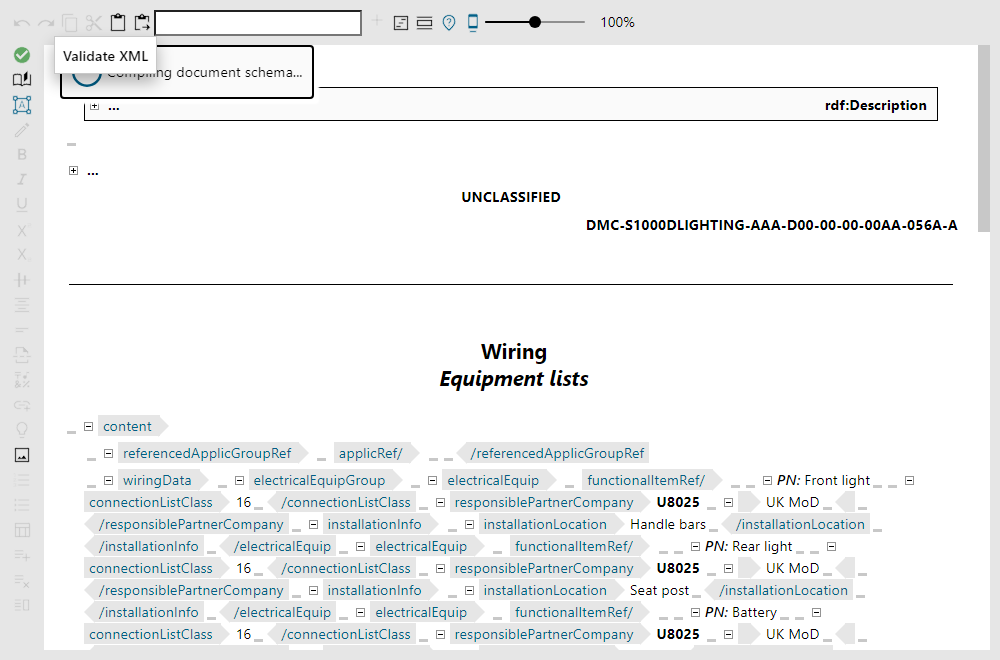 100%
Validate XML
Compiling document schema...
... rdf:Description
...
UNCLASSIFIED
DMC-S1000DLIGHTING-AAA-D00-00-00-00AA-056A-A
Wiring
Equipment lists
content
referencedApplicGroupRef applicRef/ /referencedApplicGroupRef
wiringData electricalEquipGroup electricalEquip functionalItemRef/ PN: Front light
connectionListClass 16 /connectionListClass responsiblePartnerCompany U8025 UK MoD
/responsiblePartnerCompany installationInfo installationLocation Handle bars /installationLocation
/installationInfo /electricalEquip electricalEquip functionalItemRef/ PN: Rear light
connectionListClass 16 /connectionListClass responsiblePartnerCompany U8025 UK MoD
/responsiblePartnerCompany installationInfo installationLocation Seat post /installationLocation
/installationInfo /electricalEquip electricalEquip functionalItemRef/ PN: Battery
connectionListClass 16 /connectionListClass responsiblePartnerCompany U8025 UK MoD